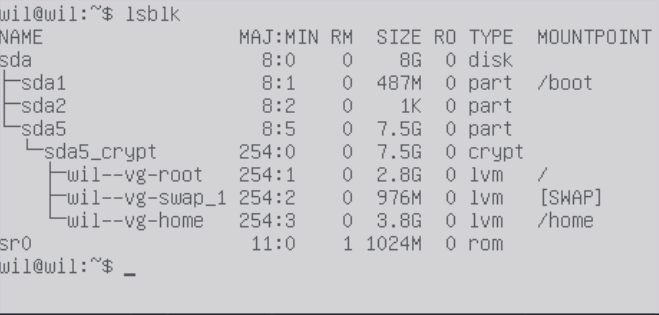 wil@wil:~$ lsblk
NAME                  MAJ:MIN RM  SIZE RO TYPE  MOUNTPOINT
sda                     8:0    0    8G  0 disk
├─sda1                  8:1    0  487M  0 part  /boot
├─sda2                  8:2    0    1K  0 part
└─sda5                  8:5    0  7.5G  0 part
  └─sda5_crypt        254:0    0  7.5G  0 crypt
    ├─wil--vg-root    254:1    0  2.8G  0 lvm   /
    ├─wil--vg-swap_1  254:2    0  976M  0 lvm   [SWAP]
    └─wil--vg-home    254:3    0  3.8G  0 lvm   /home
sr0                    11:0    1 1024M  0 rom
wil@wil:~$ _